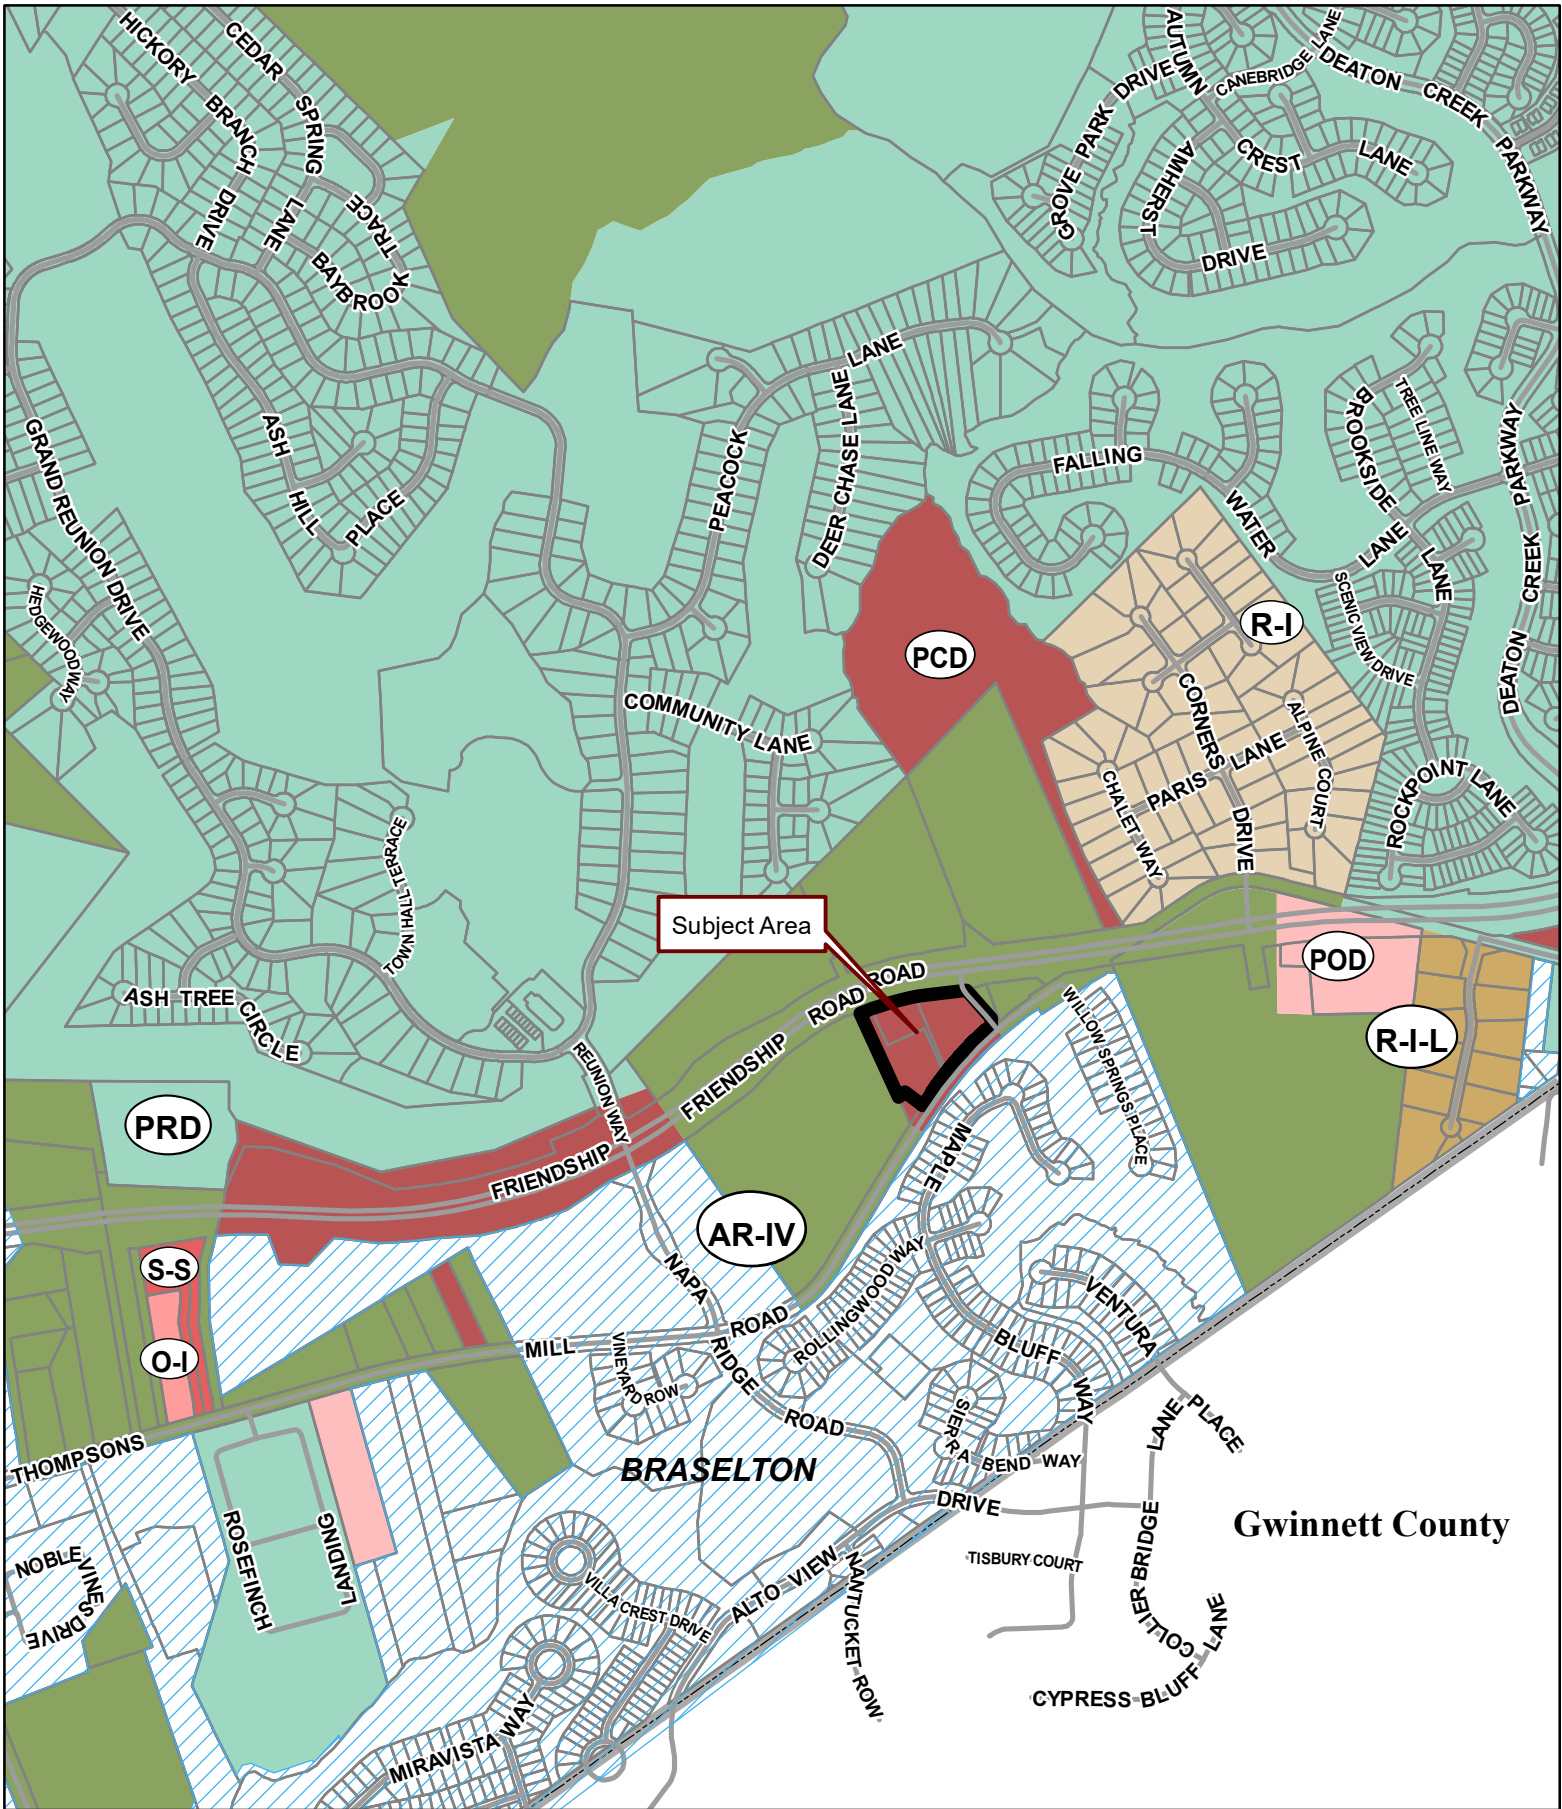 HICKORY BRANCH DRIVE
CEDAR SPRING LANE
BAYBROOK TRACE
AUTUMN CREST LANE
CANEBRIDGE LANE
DEATON CREEK PARKWAY
GROVE PARK DRIVE
AMHERST DRIVE
GRAND REUNION DRIVE
ASH HILL PLACE
PEACOCK LANE
DEER CHASE LANE
FALLING WATER LANE
BROOKSIDE LANE
TREE LINE WAY
DEATON CREEK PARKWAY
HEDGEWOOD WAY
SCENIC VIEW DRIVE
R-I
PCD
COMMUNITY LANE
CORNERS DRIVE
PARIS LANE
ALPINE COURT
CHALET WAY
ROCKPOINT LANE
TOWN HALL TERRACE
Subject Area
POD
R-I-L
ASH TREE CIRCLE
FRIENDSHIP ROAD
ROAD
WILLOW SPRINGS PLACE
REUNION WAY
PRD
FRIENDSHIP
MAPLE BLUFF WAY
AR-IV
S-S
O-I
NAPA RIDGE ROAD
ROLLINGWOOD WAY
VENTURA PLACE
THOMPSONS MILL ROAD
VINEYARD ROW
SIERRA BEND WAY
BRASELTON
DRIVE
ROSEFINCH LANDING
Gwinnett County
NOBLE VINES DRIVE
COLLIER BRIDGE LANE
TISBURY COURT
VILLA CREST DRIVE
ALTO VIEW
NANTUCKET ROW
CYPRESS BLUFF LANE
MIRAVISTA WAY